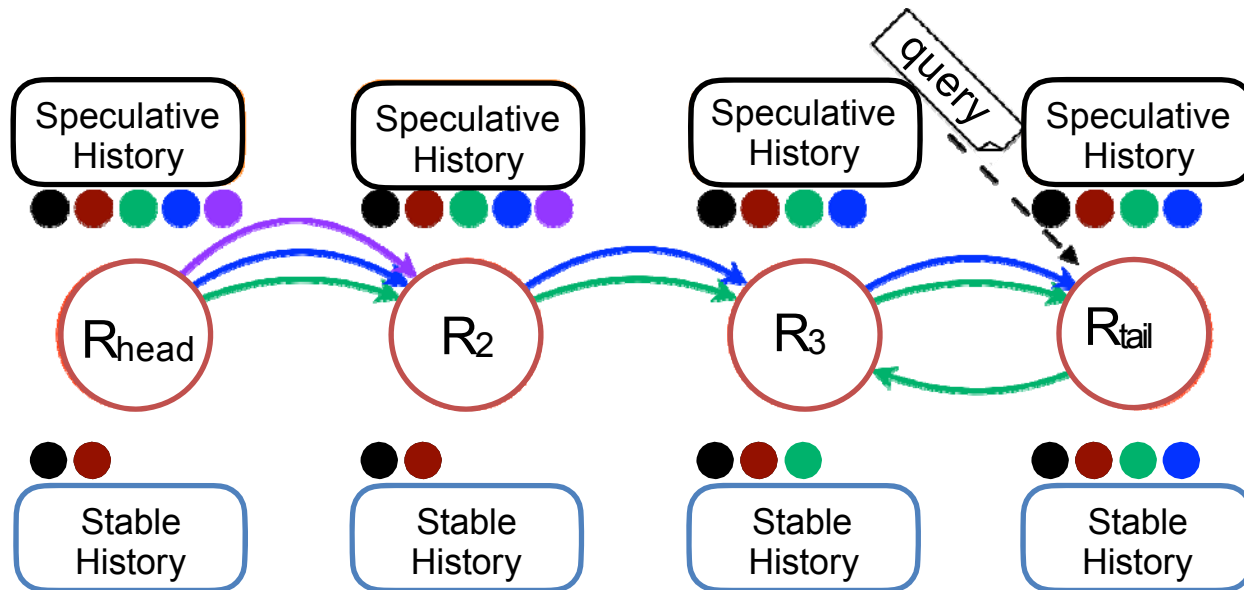 Speculative
History
Speculative
History
Speculative
History
query
Speculative
History
Rhead
R2
R3
Rtail
Stable
History
Stable
History
Stable
History
Stable
History